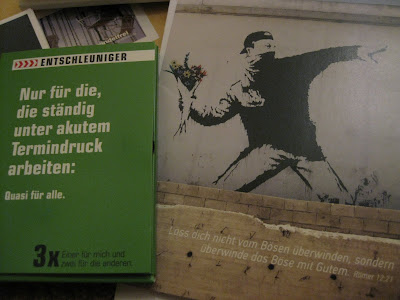 ENTSCHLEUNIGER
Nur für die,
die ständig
unter akutem
Termindruck
arbeiten:
Quasi für alle.
3x
Einer für mich und
zwei für die anderen.
Lass dich nicht vom Bösen überwinden, sondern
überwinde das Böse mit Gutem. Römer 12,21